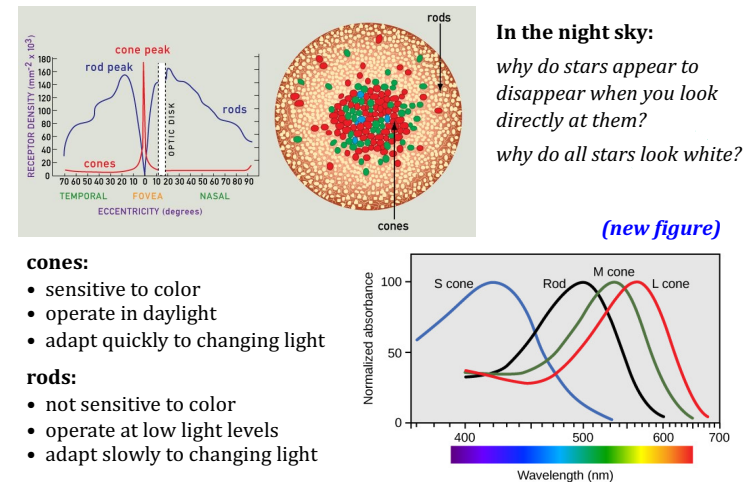 cone peak
rod peak
RECEPTOR DENSITY (mm⁻² x 10³)
180
160
140
120
100
80
60
40
20
0
OPTIC DISK
rods
cones
70 60 50 40 30 20 10 0 10 20 30 40 50 60 70 80 90
TEMPORAL FOVEA NASAL
ECCENTRICITY (degrees)
rods
cones
In the night sky:
why do stars appear to
disappear when you look
directly at them?
why do all stars look white?
(new figure)
cones:
• sensitive to color
• operate in daylight
• adapt quickly to changing light
rods:
• not sensitive to color
• operate at low light levels
• adapt slowly to changing light
Normalized absorbance
100
50
0
S cone
Rod
M cone
L cone
400 500 600 700
Wavelength (nm)